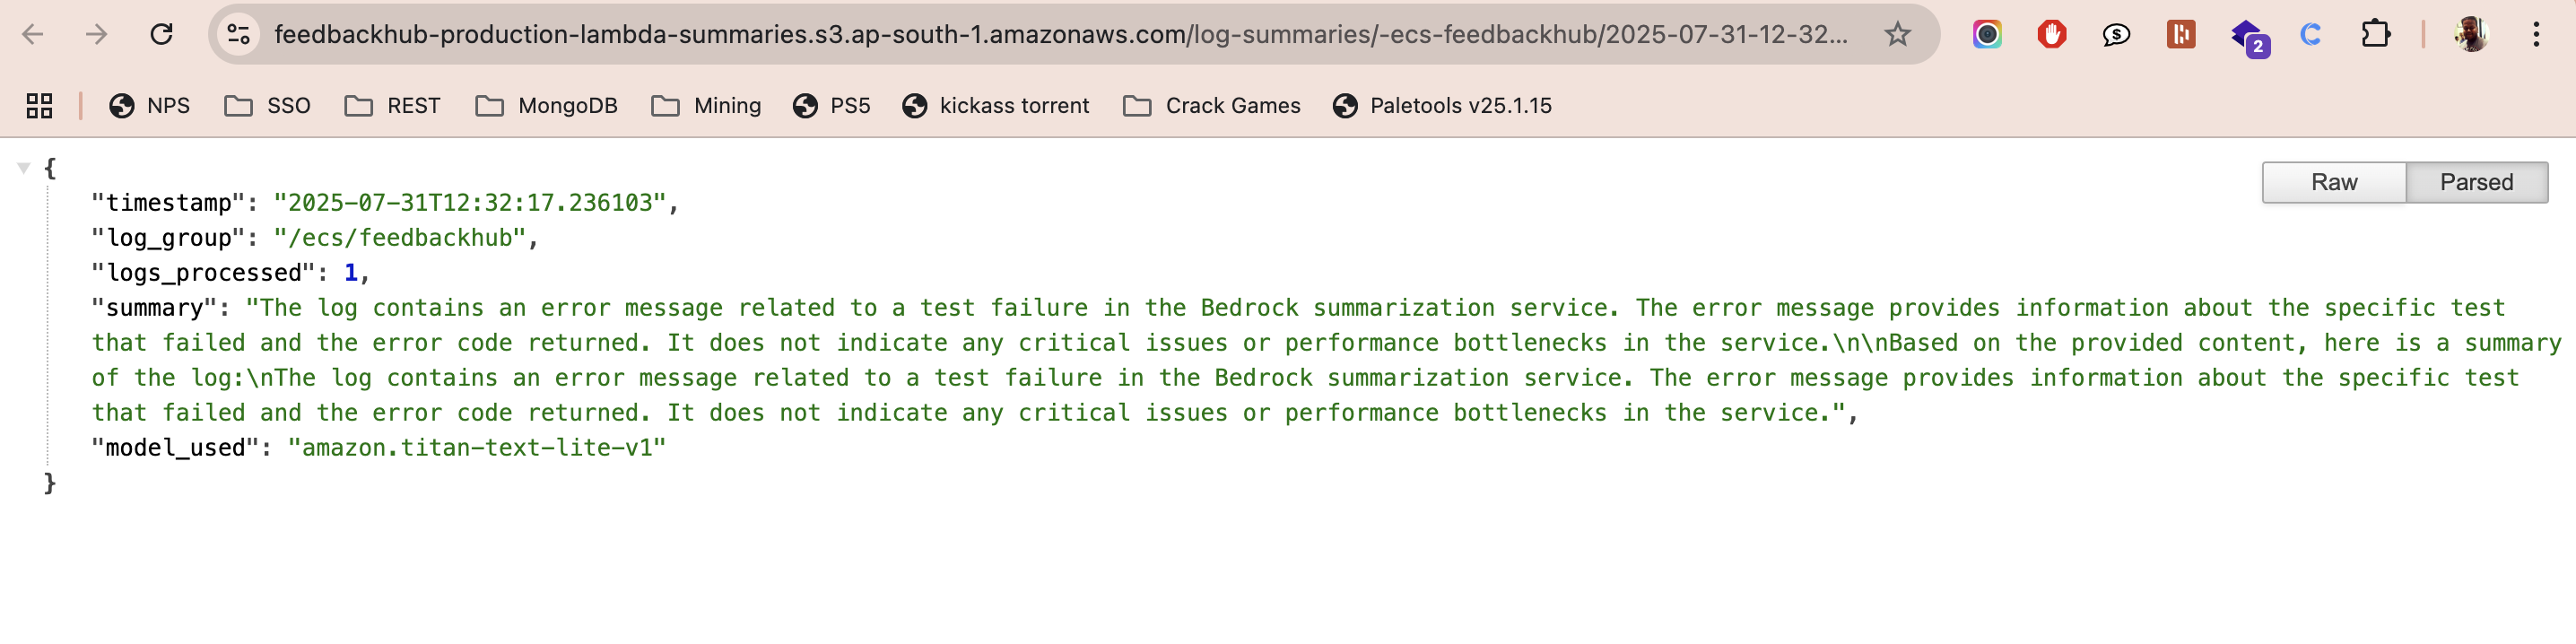 feedbackhub-production-lambda-summaries.s3.ap-south-1.amazonaws.com/log-summaries/-ecs-feedbackhub/2025-07-31-12-32...
2
NPS SSO REST MongoDB Mining PS5 kickass torrent Crack Games Paletools v25.1.15
Raw Parsed
{
"timestamp": "2025-07-31T12:32:17.236103",
"log_group": "/ecs/feedbackhub",
"logs_processed": 1,
"summary": "The log contains an error message related to a test failure in the Bedrock summarization service. The error message provides information about the specific test
that failed and the error code returned. It does not indicate any critical issues or performance bottlenecks in the service.\n\nBased on the provided content, here is a summary
of the log:\nThe log contains an error message related to a test failure in the Bedrock summarization service. The error message provides information about the specific test
that failed and the error code returned. It does not indicate any critical issues or performance bottlenecks in the service.",
"model_used": "amazon.titan-text-lite-v1"
}